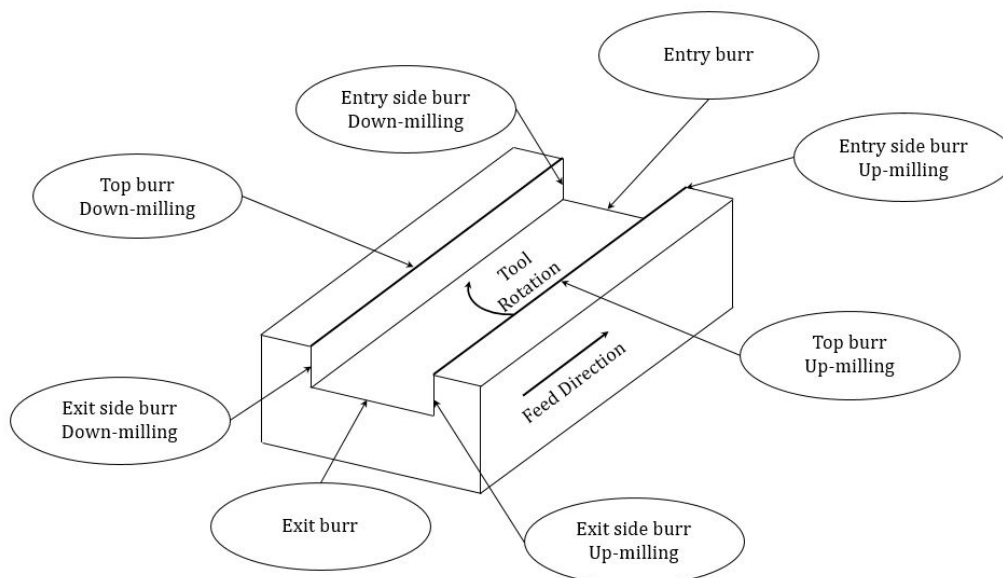 Entry burr
Entry side burr
Down-milling
Entry side burr
Up-milling
Top burr
Down-milling
Tool
Rotation
Top burr
Up-milling
Feed Direction
Exit side burr
Down-milling
Exit burr
Exit side burr
Up-milling